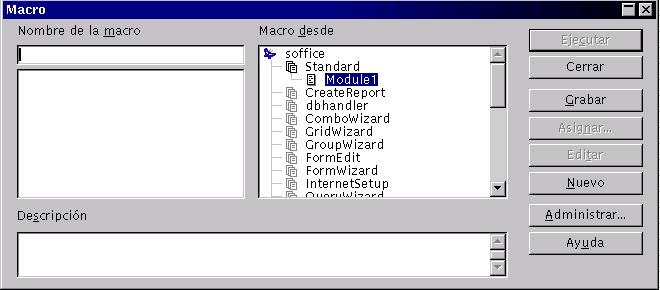 Macro
Nombre de la macro
Macro desde
soffice
Standard
Module1
CreateReport
dbhandler
ComboWizard
GridWizard
GroupWizard
FormEdit
FormWizard
InternetSetup
QueryWizard
Descripción
Ejecutar
Cerrar
Grabar
Asignar...
Editar
Nuevo
Administrar...
Ayuda